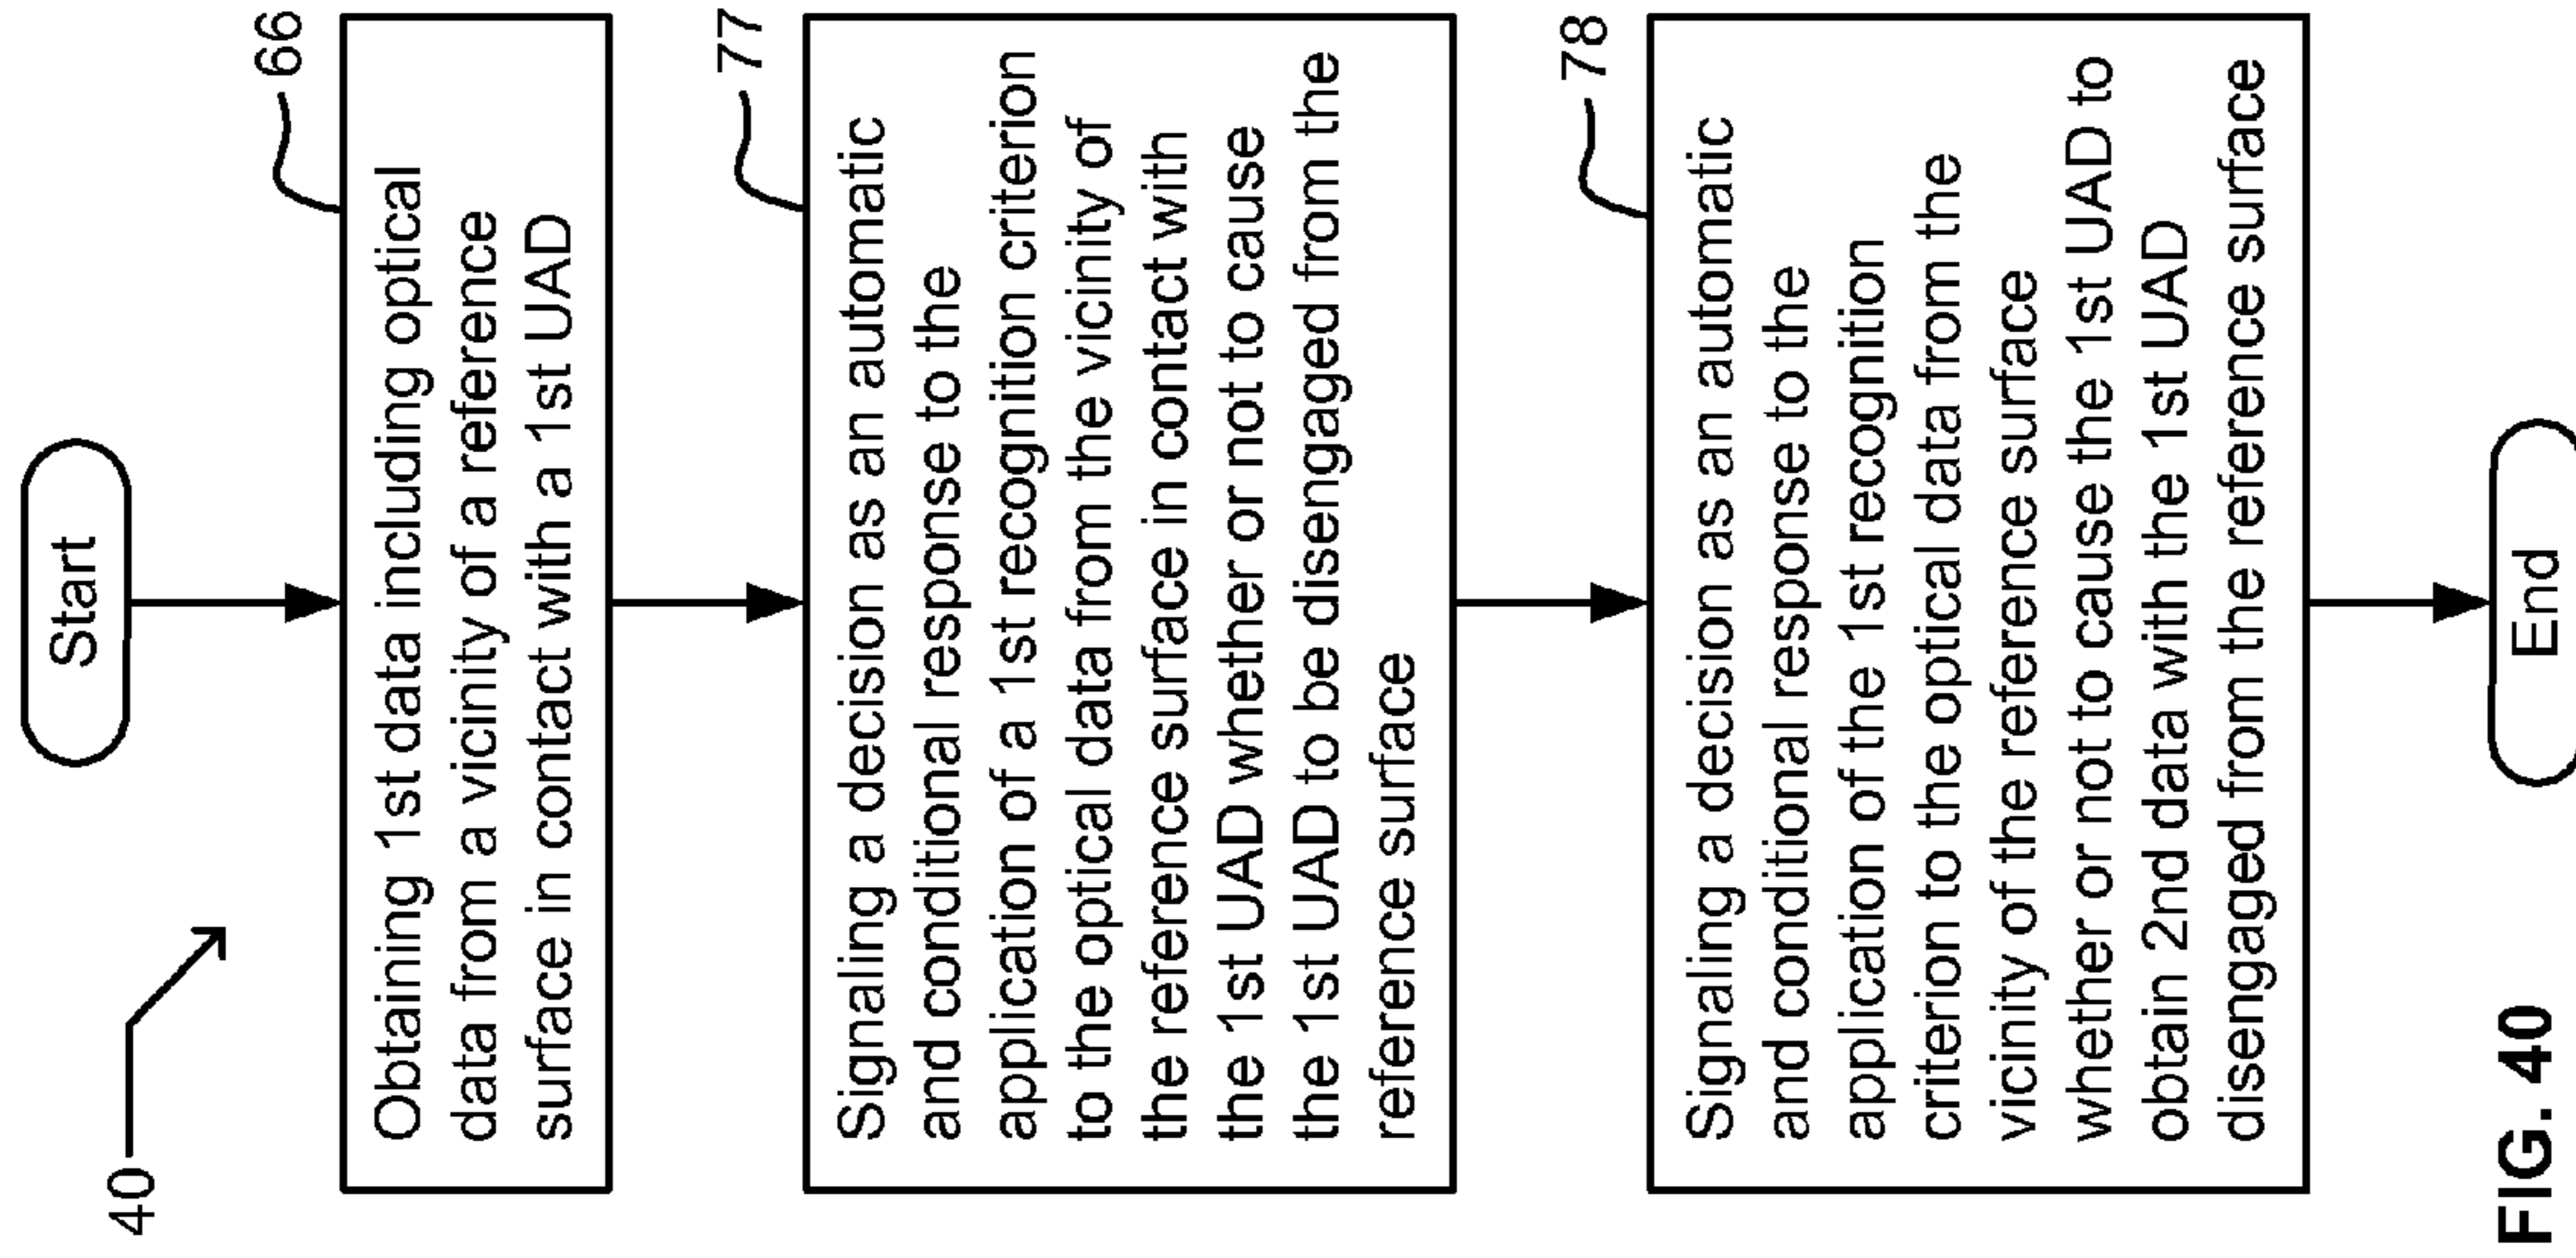 40
Start
66
Obtaining 1st data including optical
data from a vicinity of a reference
surface in contact with a 1st UAD
77
Signaling a decision as an automatic
and conditional response to the
application of a 1st recognition criterion
to the optical data from the vicinity of
the reference surface in contact with
the 1st UAD whether or not to cause
the 1st UAD to be disengaged from the
reference surface
78
Signaling a decision as an automatic
and conditional response to the
application of the 1st recognition
criterion to the optical data from the
vicinity of the reference surface
whether or not to cause the 1st UAD to
obtain 2nd data with the 1st UAD
disengaged from the reference surface
End
FIG. 40